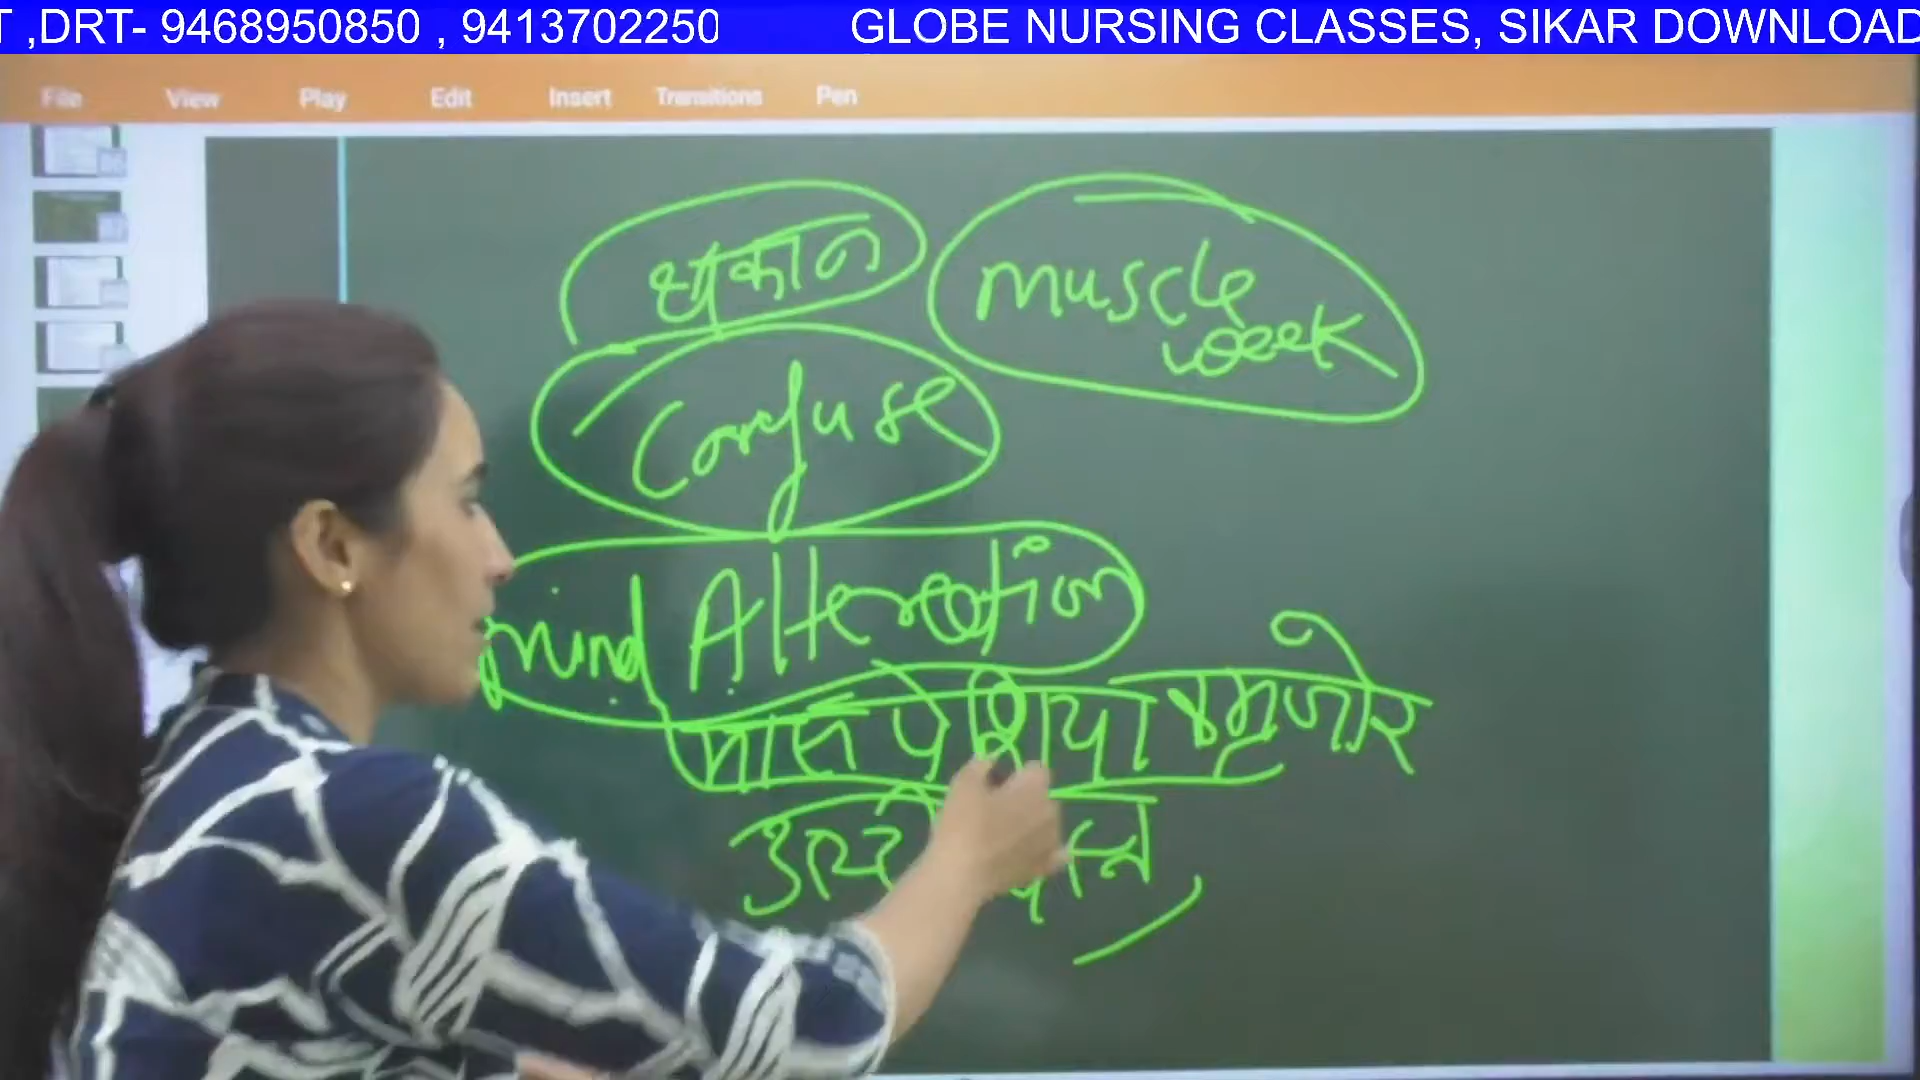 T ,DRT- 9468950850 , 9413702250 GLOBE NURSING CLASSES, SIKAR DOWNLOAD
File View Play Edit Insert Transitions Pen
थकान
muscle
week
Confuse
mind Alteration
मांस पेशिया कमजोर